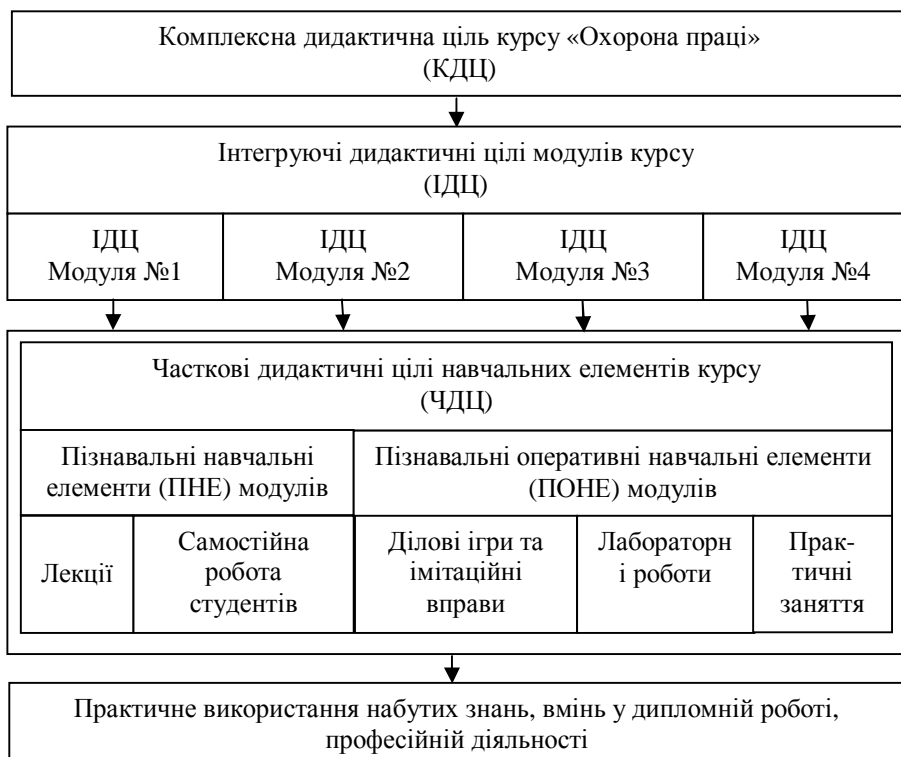 Комплексна дидактична ціль курсу «Охорона праці»
(КДЦ)
Інтегруючі дидактичні цілі модулів курсу
(ІДЦ)
ІДЦ
Модуля №1
ІДЦ
Модуля №2
ІДЦ
Модуля №3
ІДЦ
Модуля №4
Часткові дидактичні цілі навчальних елементів курсу
(ЧДЦ)
Пізнавальні навчальні
елементи (ПНЕ) модулів
Пізнавальні оперативні навчальні елементи
(ПОНЕ) модулів
Лекції
Самостійна
робота
студентів
Ділові ігри та
імітаційні
вправи
Лабораторн
і роботи
Прак-
тичні
заняття
Практичне використання набутих знань, вмінь у дипломній роботі,
професійній діяльності